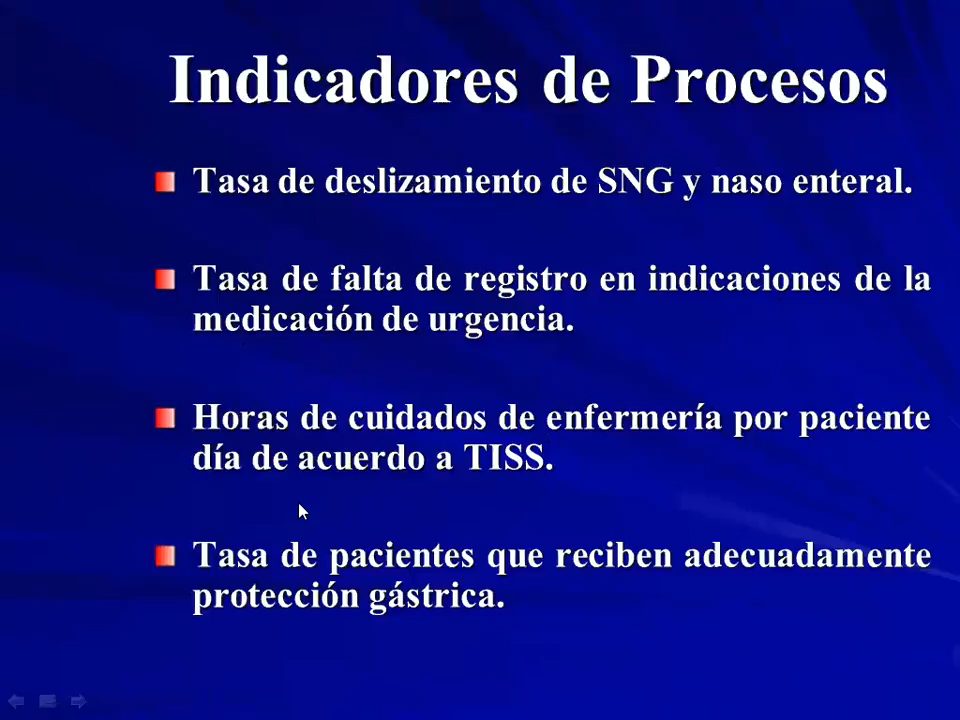 Indicadores de Procesos
Tasa de deslizamiento de SNG y naso enteral.
Tasa de falta de registro en indicaciones de la
medicación de urgencia.
Horas de cuidados de enfermería por paciente
día de acuerdo a TISS.
Tasa de pacientes que reciben adecuadamente
protección gástrica.